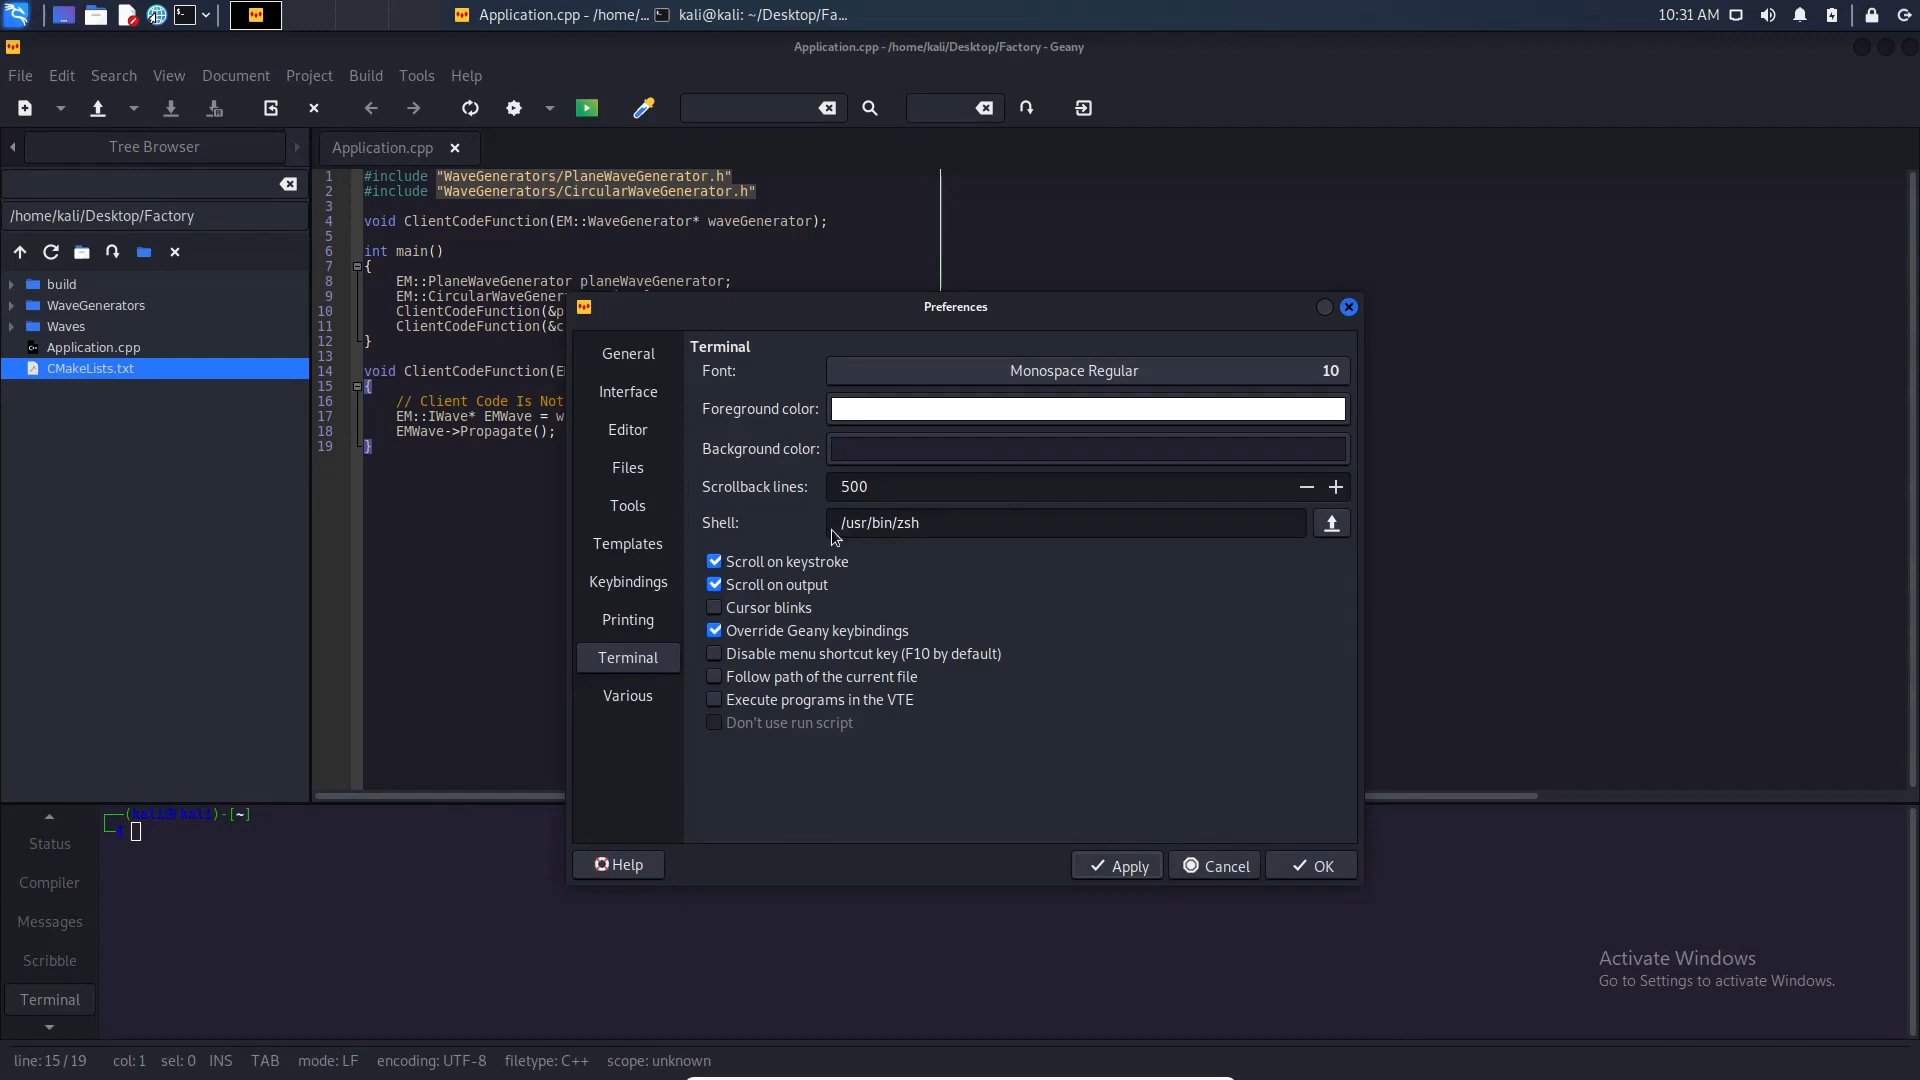 Application.cpp - /home/...
kali@kali: ~/Desktop/Fa...
10:31 AM
Application.cpp - /home/kali/Desktop/Factory - Geany
File Edit Search View Document Project Build Tools Help
Tree Browser
Application.cpp
/home/kali/Desktop/Factory
build
WaveGenerators
Waves
Application.cpp
CMakeLists.txt
1 #include "WaveGenerators/PlaneWaveGenerator.h"
2 #include "WaveGenerators/CircularWaveGenerator.h"
3
4 void ClientCodeFunction(EM::WaveGenerator* waveGenerator);
5
6 int main()
7 {
8 EM::PlaneWaveGenerator planeWaveGenerator;
9 EM::CircularWaveGener
10 ClientCodeFunction(&p
11 ClientCodeFunction(&c
12 }
13
14 void ClientCodeFunction(E
15 {
16 // Client Code Is Not
17 EM::IWave* EMWave = w
18 EMWave->Propagate();
19 }
Preferences
General
Interface
Editor
Files
Tools
Templates
Keybindings
Printing
Terminal
Various
Terminal
Font: Monospace Regular 10
Foreground color:
Background color:
Scrollback lines: 500
Shell: /usr/bin/zsh
Scroll on keystroke
Scroll on output
Cursor blinks
Override Geany keybindings
Disable menu shortcut key (F10 by default)
Follow path of the current file
Execute programs in the VTE
Don't use run script
Help
Apply
Cancel
OK
Status
Compiler
Messages
Scribble
Terminal
(kali㉿kali)-[~]
Activate Windows
Go to Settings to activate Windows.
line: 15 / 19 col: 1 sel: 0 INS TAB mode: LF encoding: UTF-8 filetype: C++ scope: unknown